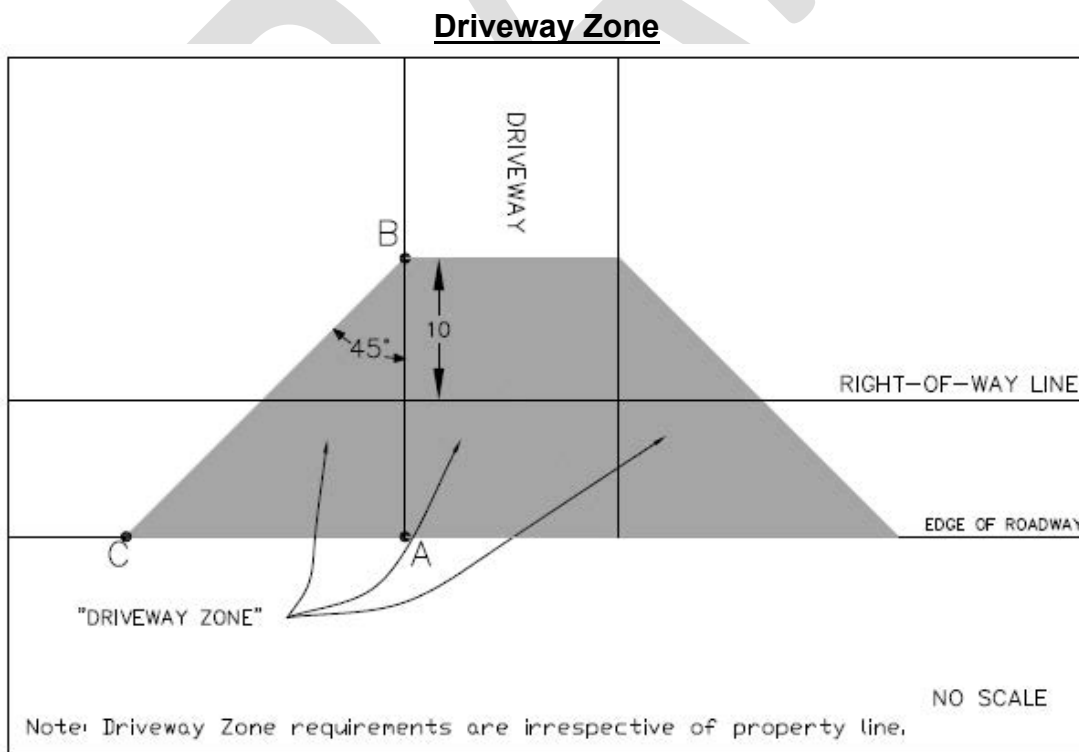 Driveway Zone
DRIVEWAY
B
10
45°
RIGHT-OF-WAY LINE
EDGE OF ROADWAY
C
A
"DRIVEWAY ZONE"
NO SCALE
Note: Driveway Zone requirements are irrespective of property line.